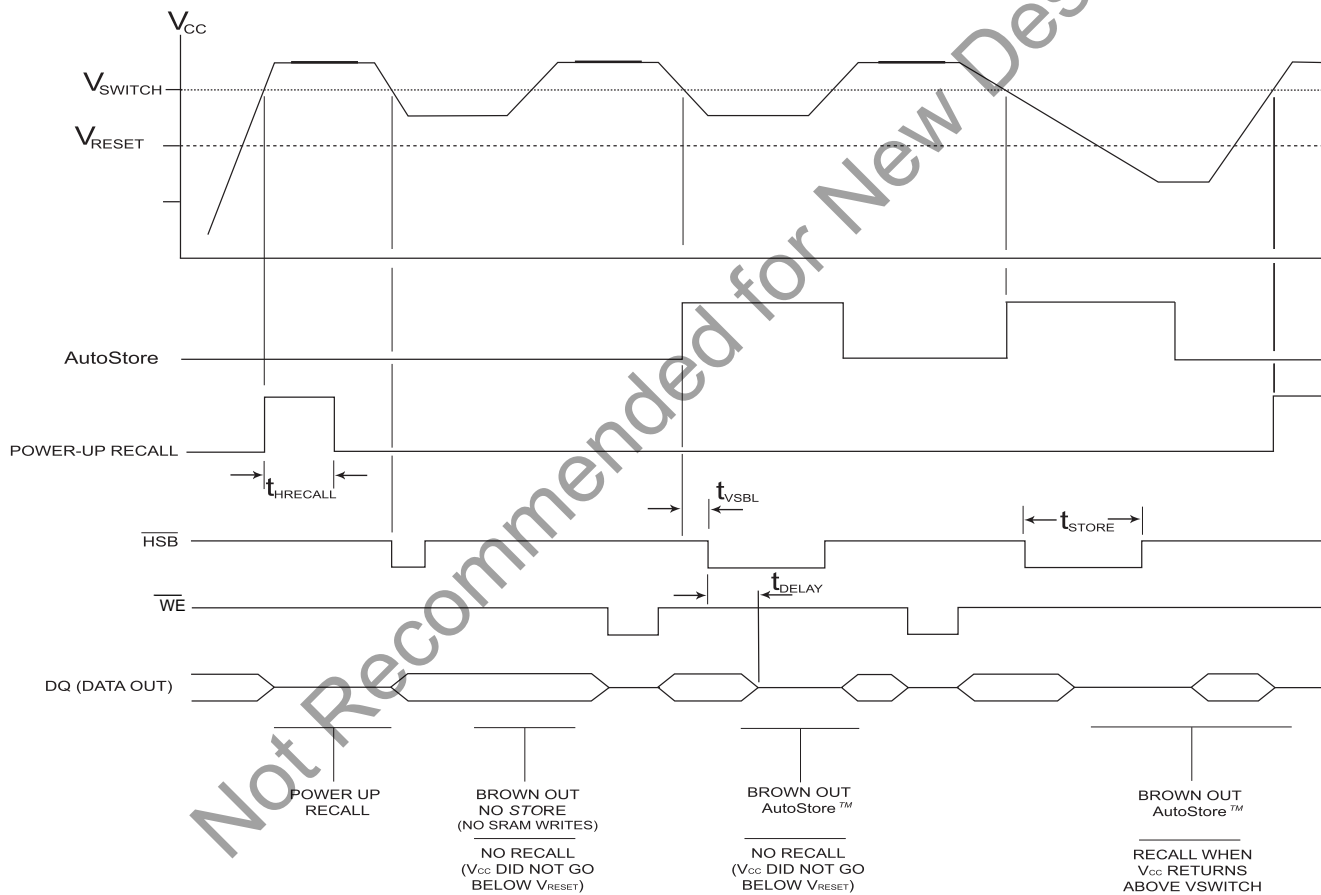 VCC
VSWITCH
VRESET
AutoStore
POWER-UP RECALL
tHRECALL
tVSBL
HSB
tSTORE
tDELAY
WE
DQ (DATA OUT)
POWER UP
RECALL
BROWN OUT
NO STORE
(NO SRAM WRITES)
NO RECALL
(VCC DID NOT GO
BELOW VRESET)
BROWN OUT
AutoStore™
NO RECALL
(VCC DID NOT GO
BELOW VRESET)
BROWN OUT
AutoStore™
RECALL WHEN
VCC RETURNS
ABOVE VSWITCH
Not Recommended for New Des